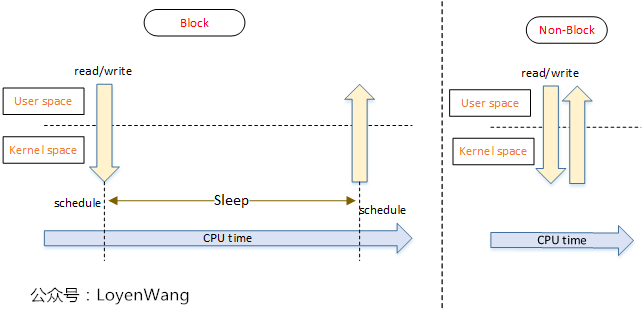 Block
read/write
User space
Kernel space
schedule
Sleep
schedule
CPU time
公众号：LoyenWang
Non-Block
read/write
User space
Kernel space
CPU time